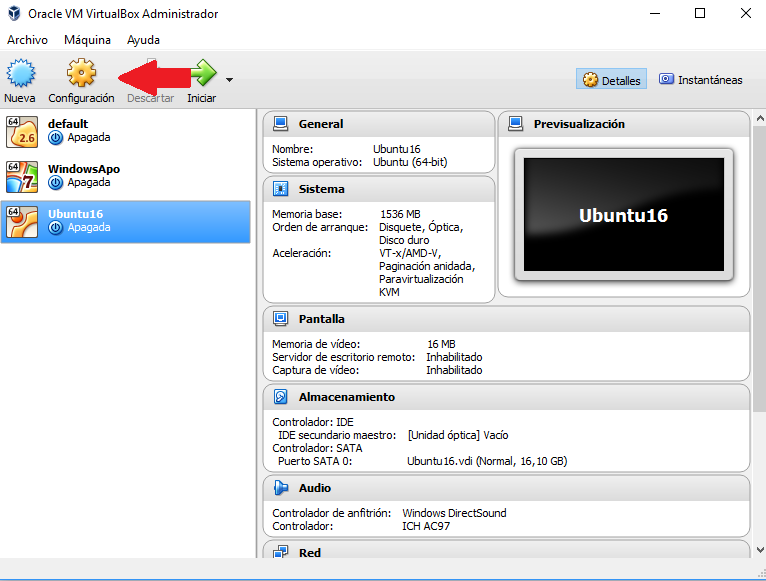 Oracle VM VirtualBox Administrador
Archivo Máquina Ayuda
Nueva Configuración Descartar Iniciar Detalles Instantáneas
64 2.6 default
Apagada
64 7 WindowsApo
Apagada
64 Ubuntu16
Apagada
General
Nombre: Ubuntu16
Sistema operativo: Ubuntu (64-bit)
Previsualización
Ubuntu16
Sistema
Memoria base: 1536 MB
Orden de arranque: Disquete, Óptica,
Disco duro
Aceleración: VT-x/AMD-V,
Paginación anidada,
Paravirtualización
KVM
Pantalla
Memoria de vídeo: 16 MB
Servidor de escritorio remoto: Inhabilitado
Captura de vídeo: Inhabilitado
Almacenamiento
Controlador: IDE
IDE secundario maestro: [Unidad óptica] Vacío
Controlador: SATA
Puerto SATA 0: Ubuntu16.vdi (Normal, 16,10 GB)
Audio
Controlador de anfitrión: Windows DirectSound
Controlador: ICH AC97
Red